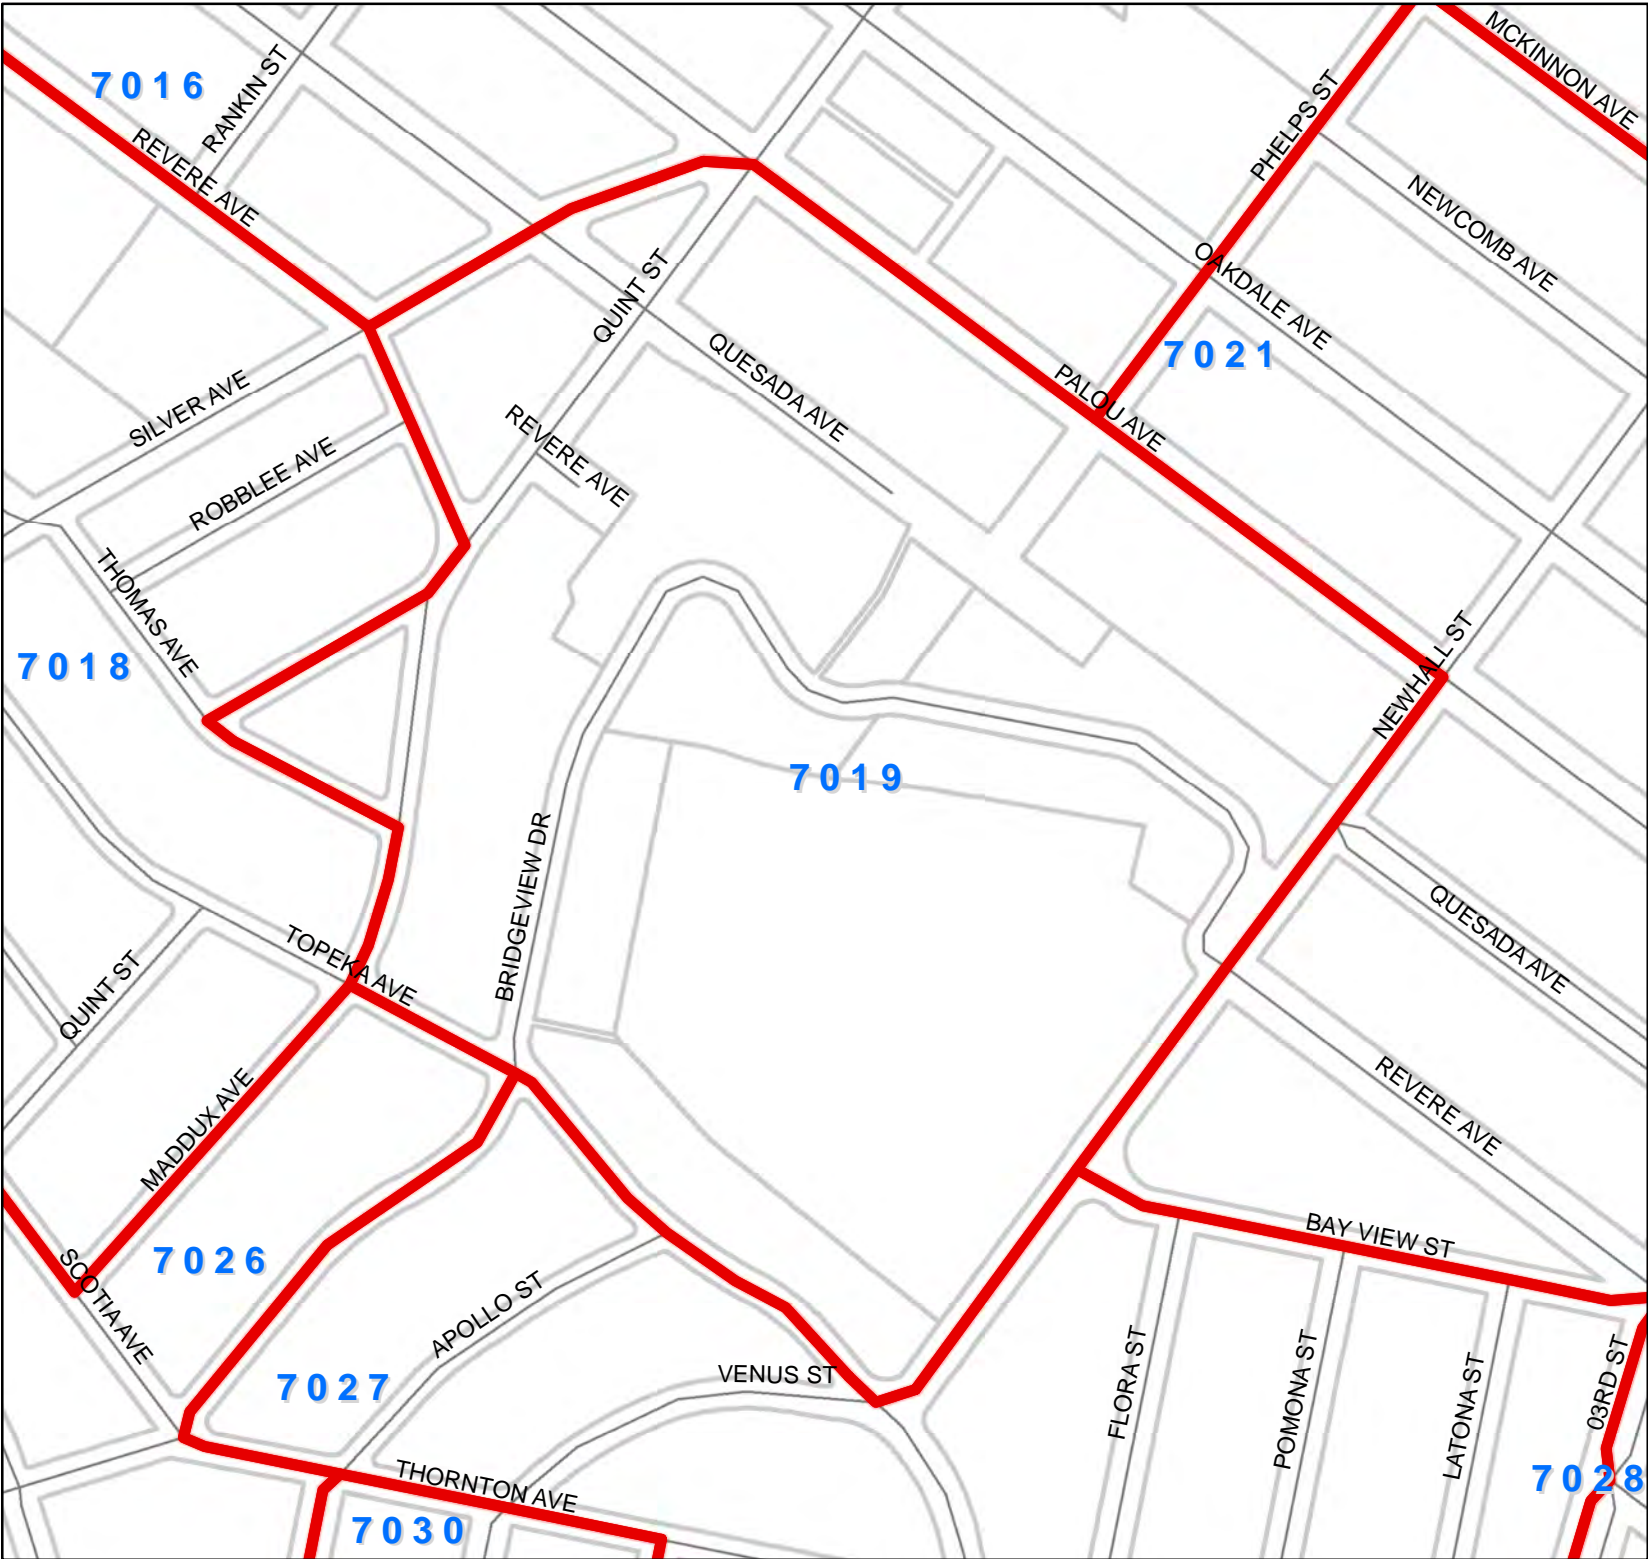 MCKINNON AVE
7016
RANKIN ST
PHELPS ST
REVERE AVE
NEWCOMB AVE
QUINT ST
OAKDALE AVE
7021
QUESADA AVE
SILVER AVE
PALOU AVE
REVERE AVE
ROBBLEE AVE
THOMAS AVE
7018
NEWHALL ST
7019
BRIDGEVIEW DR
QUESADA AVE
TOPEKA AVE
QUINT ST
REVERE AVE
MADDUX AVE
BAY VIEW ST
7026
SCOTIA AVE
APOLLO ST
VENUS ST
7027
FLORA ST
POMONA ST
LATONA ST
03RD ST
THORNTON AVE
7028
7030